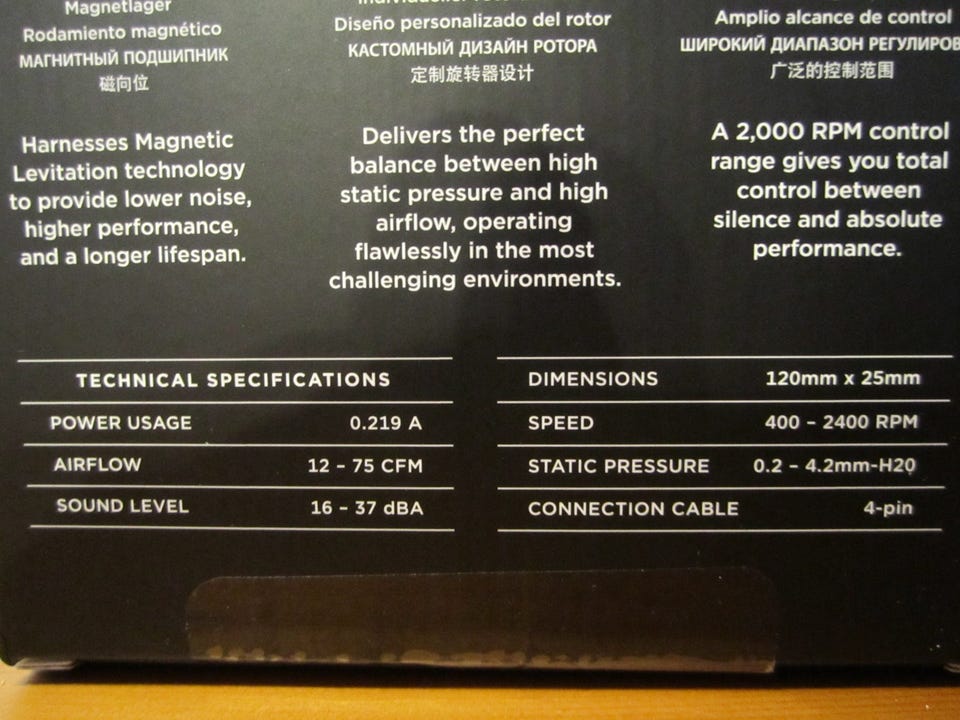 Magnetlager
Rodamiento magnético
МАГНИТНЫЙ ПОДШИПНИК
磁向位
Harnesses Magnetic
Levitation technology
to provide lower noise,
higher performance,
and a longer lifespan.
Diseño personalizado del rotor
КАСТОМНЫЙ ДИЗАЙН РОТОРА
定制旋转器设计
Delivers the perfect
balance between high
static pressure and high
airflow, operating
flawlessly in the most
challenging environments.
Amplio alcance de control
ШИРОКИЙ ДИАПАЗОН
广泛的控制范围
A 2,000 RPM control
range gives you total
control between
silence and absolute
performance.
TECHNICAL SPECIFICATIONS
POWER USAGE 0.219 A
AIRFLOW 12 – 75 CFM
SOUND LEVEL 16 – 37 dBA
DIMENSIONS 120mm x 25mm
SPEED 400 – 2400 RPM
STATIC PRESSURE 0.2 – 4.2mm-H20
CONNECTION CABLE 4-pin